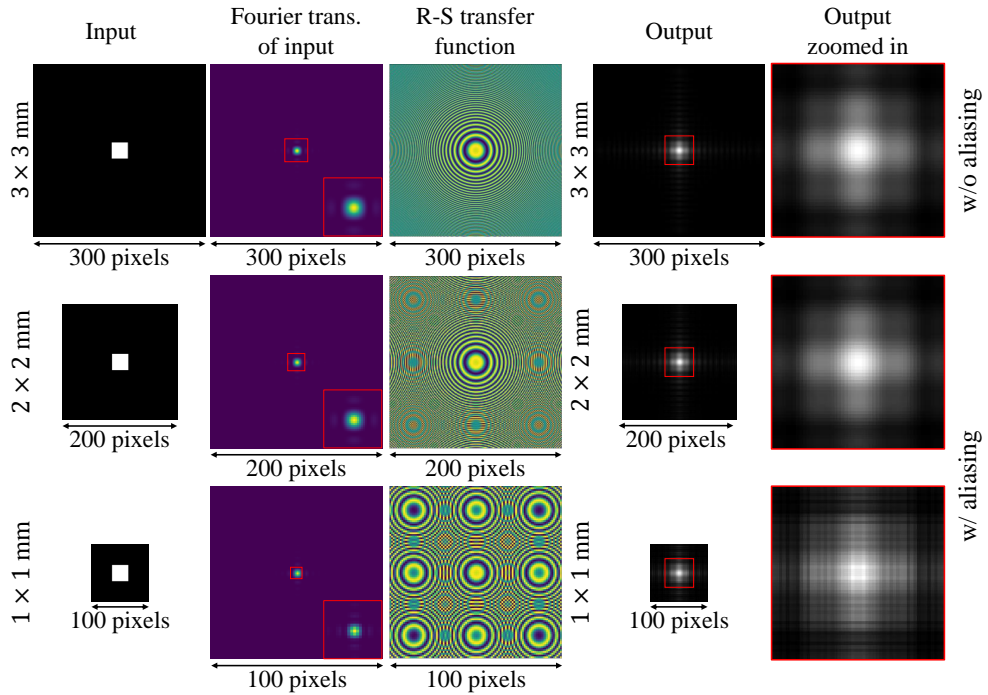 Input
Fourier trans.
of input
R-S transfer
function
Output
Output
zoomed in
3 × 3 mm
300 pixels
300 pixels
300 pixels
3 × 3 mm
300 pixels
w/o aliasing
2 × 2 mm
200 pixels
200 pixels
200 pixels
2 × 2 mm
200 pixels
w/ aliasing
1 × 1 mm
100 pixels
100 pixels
100 pixels
1 × 1 mm
100 pixels